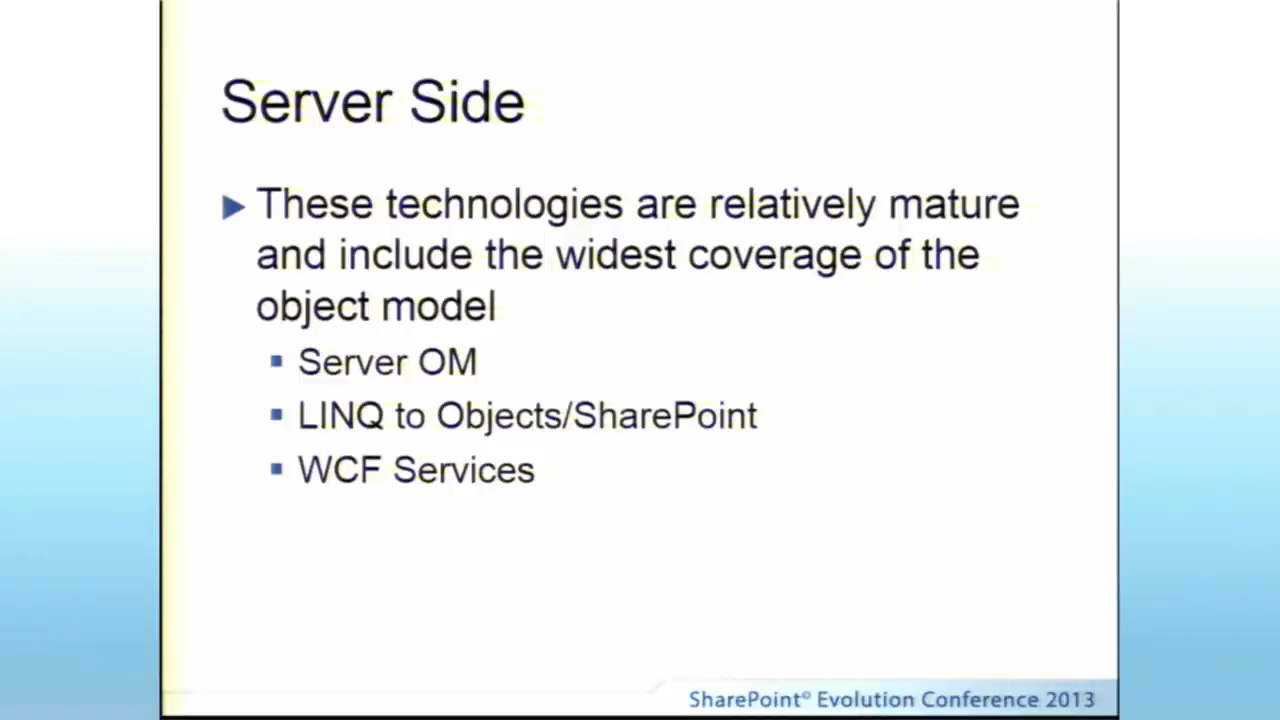 Server Side
These technologies are relatively mature
and include the widest coverage of the
object model
Server OM
LINQ to Objects/SharePoint
WCF Services
SharePoint® Evolution Conference 2013